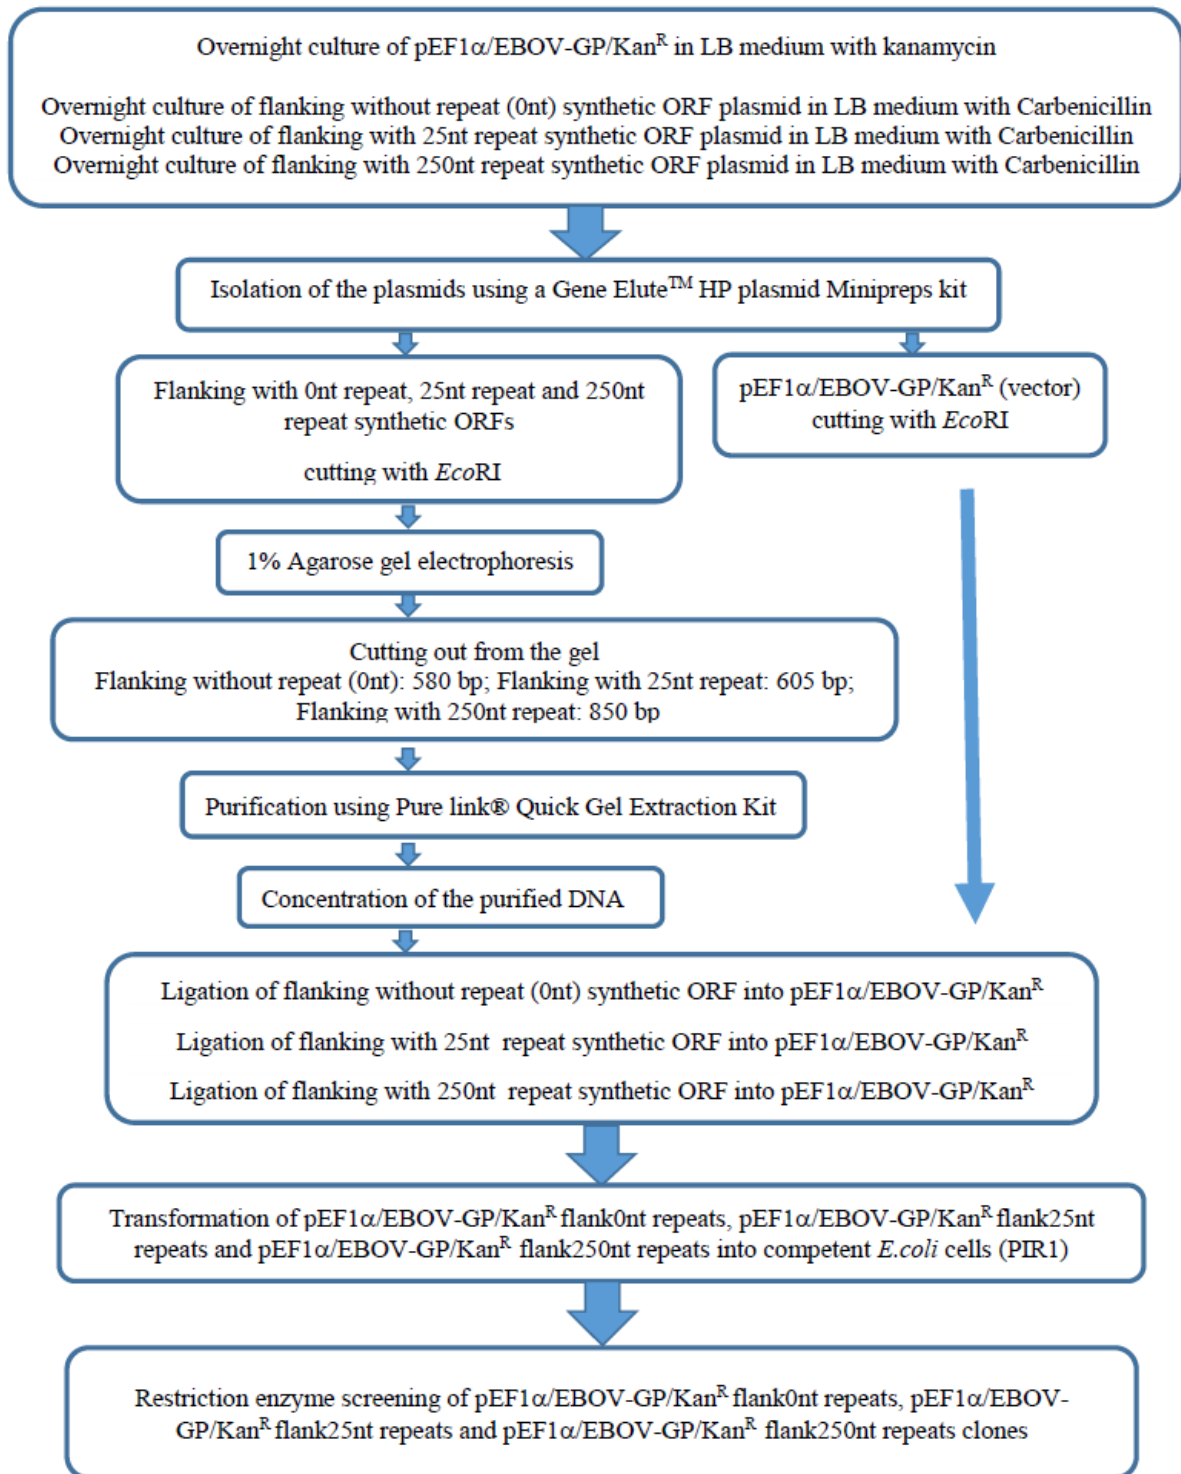 Overnight culture of pEF1α/EBOV-GP/Kanᴿ in LB medium with kanamycin
Overnight culture of flanking without repeat (0nt) synthetic ORF plasmid in LB medium with Carbenicillin
Overnight culture of flanking with 25nt repeat synthetic ORF plasmid in LB medium with Carbenicillin
Overnight culture of flanking with 250nt repeat synthetic ORF plasmid in LB medium with Carbenicillin
Isolation of the plasmids using a Gene Elute™ HP plasmid Minipreps kit
Flanking with 0nt repeat, 25nt repeat and 250nt
repeat synthetic ORFs
cutting with EcoRI
pEF1α/EBOV-GP/Kanᴿ (vector)
cutting with EcoRI
1% Agarose gel electrophoresis
Cutting out from the gel
Flanking without repeat (0nt): 580 bp; Flanking with 25nt repeat: 605 bp;
Flanking with 250nt repeat: 850 bp
Purification using Pure link® Quick Gel Extraction Kit
Concentration of the purified DNA
Ligation of flanking without repeat (0nt) synthetic ORF into pEF1α/EBOV-GP/Kanᴿ
Ligation of flanking with 25nt repeat synthetic ORF into pEF1α/EBOV-GP/Kanᴿ
Ligation of flanking with 250nt repeat synthetic ORF into pEF1α/EBOV-GP/Kanᴿ
Transformation of pEF1α/EBOV-GP/Kanᴿ flank0nt repeats, pEF1α/EBOV-GP/Kanᴿ flank25nt
repeats and pEF1α/EBOV-GP/Kanᴿ flank250nt repeats into competent E.coli cells (PIR1)
Restriction enzyme screening of pEF1α/EBOV-GP/Kanᴿ flank0nt repeats, pEF1α/EBOV-
GP/Kanᴿ flank25nt repeats and pEF1α/EBOV-GP/Kanᴿ flank250nt repeats clones